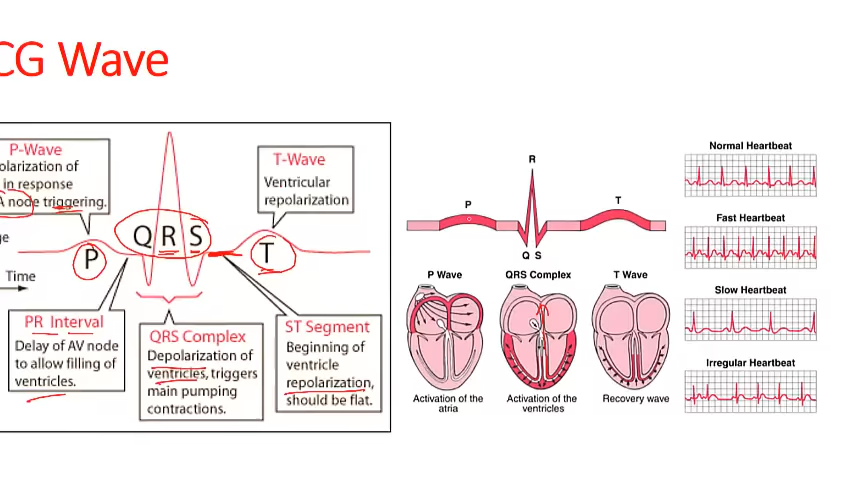 CG Wave
P-Wave
olarization of
in response
A node triggering.
T-Wave
Ventricular
repolarization
Q R S
P
T
ge
Time
PR Interval
Delay of AV node
to allow filling of
ventricles.
QRS Complex
Depolarization of
ventricles, triggers
main pumping
contractions.
ST Segment
Beginning of
ventricle
repolarization,
should be flat.
R
P
T
Q S
P Wave
QRS Complex
T Wave
Activation of the
atria
Activation of the
ventricles
Recovery wave
Normal Heartbeat
Fast Heartbeat
Slow Heartbeat
Irregular Heartbeat